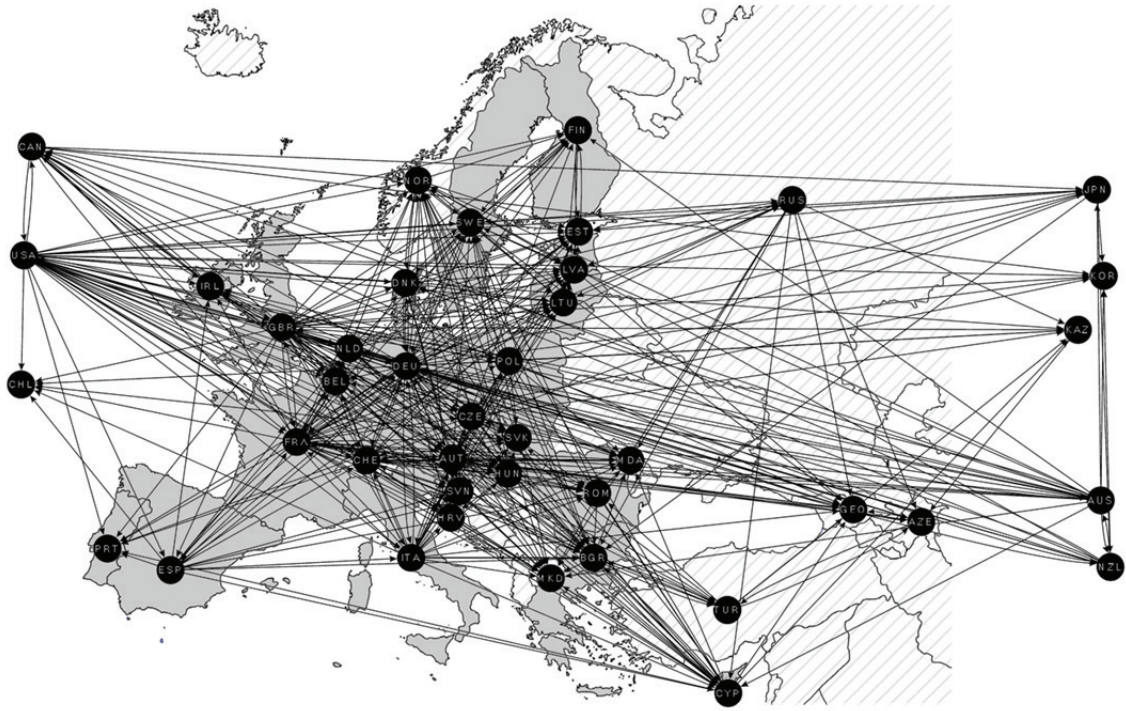 FIN
CAN
NOR
JPN
RUS
SWE
EST
USA
LVA
KOR
IRL
DNK
LTU
GBR
KAZ
NLD
POL
DEU
BEL
CHL
CZE
SVK
FRA
CHE
AUT
MDA
HUN
SVN
ROM
AUS
GEO
HRV
AZE
PRT
ITA
BGR
ESP
MKD
NZL
TUR
CYP